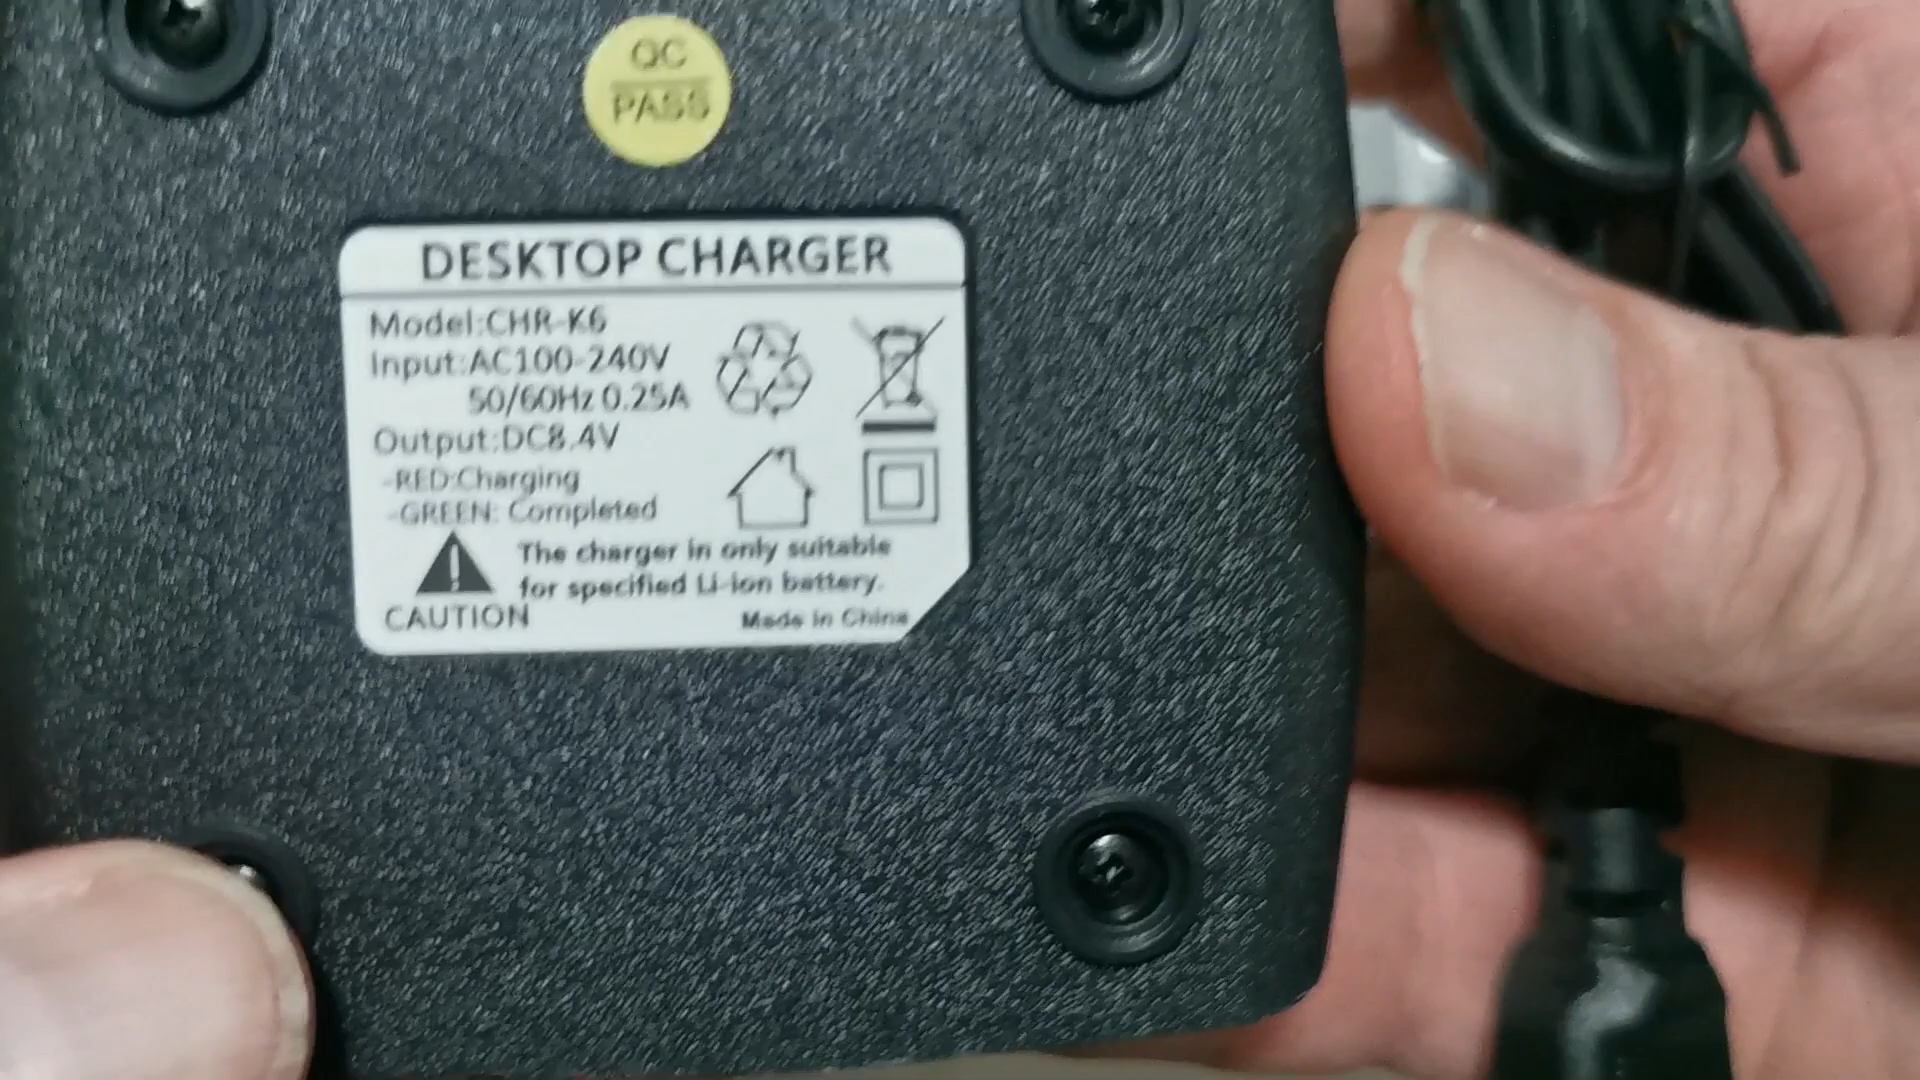 QC
PASS
DESKTOP CHARGER
Model:CHR-K6
Input:AC100-240V
50/60Hz 0.25A
Output:DC8.4V
-RED:Charging
-GREEN: Completed
The charger in only suitable
for specified Li-ion battery.
CAUTION
Made in China